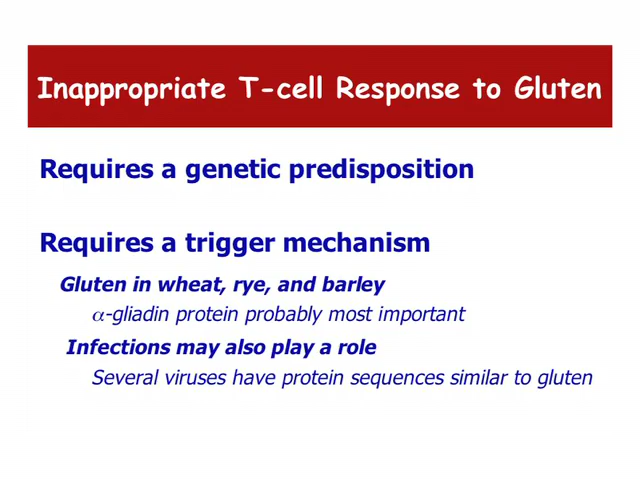 Inappropriate T-cell Response to Gluten
Requires a genetic predisposition
Requires a trigger mechanism
Gluten in wheat, rye, and barley
α-gliadin protein probably most important
Infections may also play a role
Several viruses have protein sequences similar to gluten